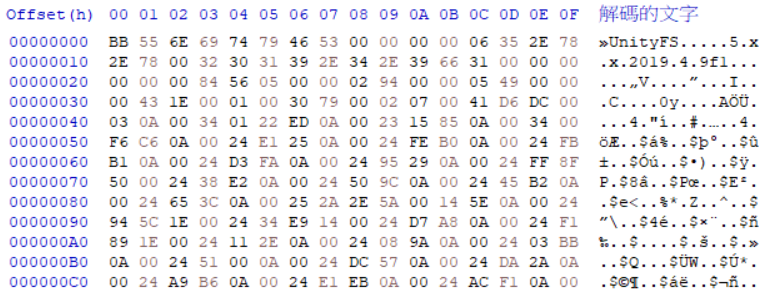 Offset(h) 00 01 02 03 04 05 06 07 08 09 0A 0B 0C 0D 0E 0F 解碼的文字
00000000 BB 55 6E 69 74 79 46 53 00 00 00 00 06 35 2E 78 »UnityFS.....5.x
00000010 2E 78 00 32 30 31 39 2E 34 2E 39 66 31 00 00 00 .x.2019.4.9f1...
00000020 00 00 00 84 56 05 00 00 02 94 00 00 05 49 00 00 ...„V....”...I..
00000030 00 43 1E 00 01 00 30 79 00 02 07 00 41 D6 DC 00 .C....0y....AÖÜ.
00000040 03 0A 00 34 01 22 ED 0A 00 23 15 85 0A 00 34 00 ...4."í..#.…..4.
00000050 F6 C6 0A 00 24 E1 25 0A 00 24 FE B0 0A 00 24 FB öÆ..$á%..$þ°..$û
00000060 B1 0A 00 24 D3 FA 0A 00 24 95 29 0A 00 24 FF 8F ±..$Óú..$•)..$ÿ.
00000070 50 00 24 38 E2 0A 00 24 50 9C 0A 00 24 45 B2 0A P.$8â..$Pœ..$E².
00000080 00 24 65 3C 0A 00 25 2A 2E 5A 00 14 5E 0A 00 24 .$e<..%*.Z..^..$
00000090 94 5C 1E 00 24 34 E9 14 00 24 D7 A8 0A 00 24 F1 ”\..$4é..$×¨..$ñ
000000A0 89 1E 00 24 11 2E 0A 00 24 08 9A 0A 00 24 03 BB ‰..$....$.š..$.»
000000B0 0A 00 24 51 00 0A 00 24 DC 57 0A 00 24 DA 2A 0A ..$Q...$ÜW..$Ú*.
000000C0 00 24 A9 B6 0A 00 24 E1 EB 0A 00 24 AC F1 0A 00 .$©¶..$áë..$¬ñ..